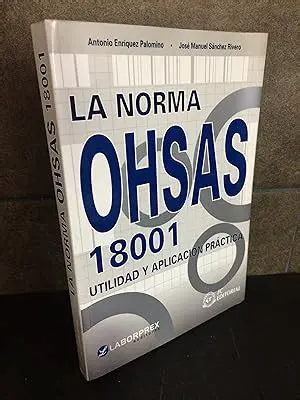 Antonio Enríquez Palomino • José Manuel Sánchez Rivero
LA NORMA
OHSAS
18001
UTILIDAD Y APLICACIÓN PRÁCTICA
LABORPREX
FC EDITORIAL
LA NORMA OHSAS 18001